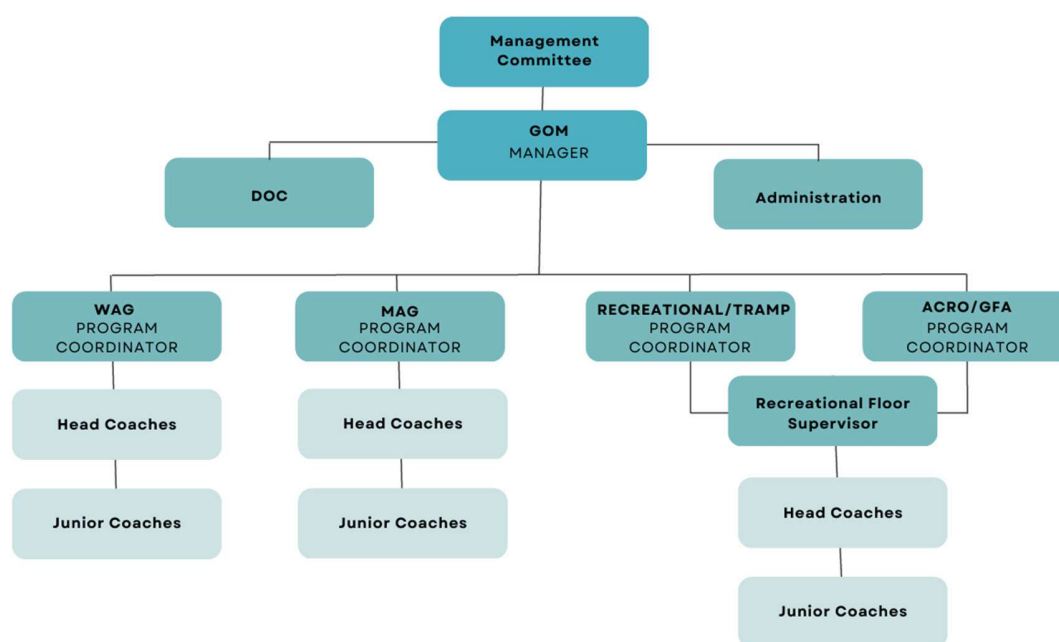 Management
Committee
GOM
MANAGER
DOC
Administration
WAG
PROGRAM
COORDINATOR
MAG
PROGRAM
COORDINATOR
RECREATIONAL/TRAMP
PROGRAM
COORDINATOR
ACRO/GFA
PROGRAM
COORDINATOR
Head Coaches
Head Coaches
Recreational Floor
Supervisor
Junior Coaches
Junior Coaches
Head Coaches
Junior Coaches